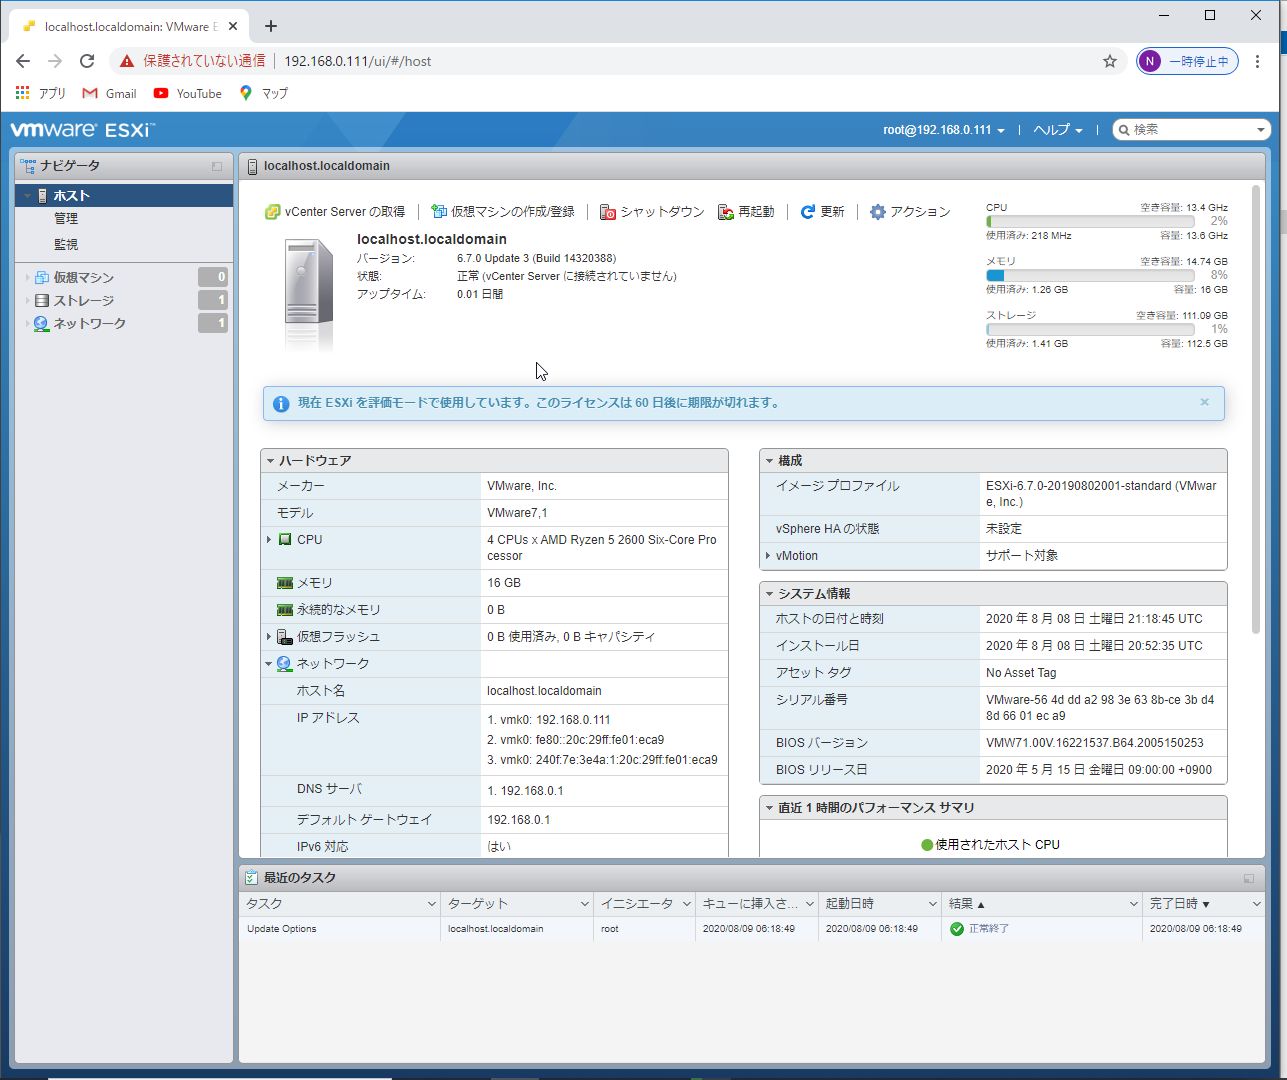 localhost.localdomain: VMware E
保護されていない通信 192.168.0.111/ui/#/host N 一時停止中
アプリ Gmail YouTube マップ
vmware ESXi™ root@192.168.0.111 ヘルプ 検索
ナビゲータ
ホスト
管理
監視
仮想マシン 0
ストレージ 1
ネットワーク 1
localhost.localdomain
vCenter Server の取得 仮想マシンの作成/登録 シャットダウン 再起動 更新 アクション
localhost.localdomain
バージョン: 6.7.0 Update 3 (Build 14320388)
状態: 正常 (vCenter Server に接続されていません)
アップタイム: 0.01 日間
CPU 空き容量: 13.4 GHz
2%
使用済み: 218 MHz 容量: 13.6 GHz
メモリ 空き容量: 14.74 GB
8%
使用済み: 1.26 GB 容量: 16 GB
ストレージ 空き容量: 111.09 GB
1%
使用済み: 1.41 GB 容量: 112.5 GB
現在 ESXi を評価モードで使用しています。このライセンスは 60 日後に期限が切れます。
ハードウェア
メーカー VMware, Inc.
モデル VMware7,1
CPU 4 CPUs x AMD Ryzen 5 2600 Six-Core Pro
cessor
メモリ 16 GB
永続的なメモリ 0 B
仮想フラッシュ 0 B 使用済み, 0 B キャパシティ
ネットワーク
ホスト名 localhost.localdomain
IP アドレス 1. vmk0: 192.168.0.111
2. vmk0: fe80::20c:29ff:fe01:eca9
3. vmk0: 240f:7e:3e4a:1:20c:29ff:fe01:eca9
DNS サーバ 1. 192.168.0.1
デフォルト ゲートウェイ 192.168.0.1
IPv6 対応 はい
構成
イメージ プロファイル ESXi-6.7.0-20190802001-standard (VMwar
e, Inc.)
vSphere HA の状態 未設定
vMotion サポート対象
システム情報
ホストの日付と時刻 2020 年 8 月 08 日 土曜日 21:18:45 UTC
インストール日 2020 年 8 月 08 日 土曜日 20:52:35 UTC
アセット タグ No Asset Tag
シリアル番号 VMware-56 4d dd a2 98 3e 63 8b-ce 3b d4
8d 66 01 ec a9
BIOS バージョン VMW71.00V.16221537.B64.2005150253
BIOS リリース日 2020 年 5 月 15 日 金曜日 09:00:00 +0900
直近 1 時間のパフォーマンス サマリ
使用されたホスト CPU
最近のタスク
タスク ターゲット イニシエータ キューに挿入さ... 起動日時 結果 ▲ 完了日時 ▼
Update Options localhost.localdomain root 2020/08/09 06:18:49 2020/08/09 06:18:49 正常終了 2020/08/09 06:18:49